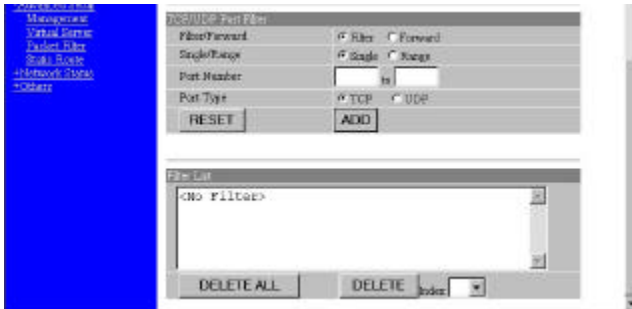 Management
Virtual Server
Packet Filter
Static Route
+Network Status
+Others
TCP/UDP Port Filter
Filter/Forward Filter Forward
Single/Range Single Range
Port Number to
Port Type TCP UDP
RESET ADD
Filter List
<No Filter>
DELETE ALL DELETE Index: